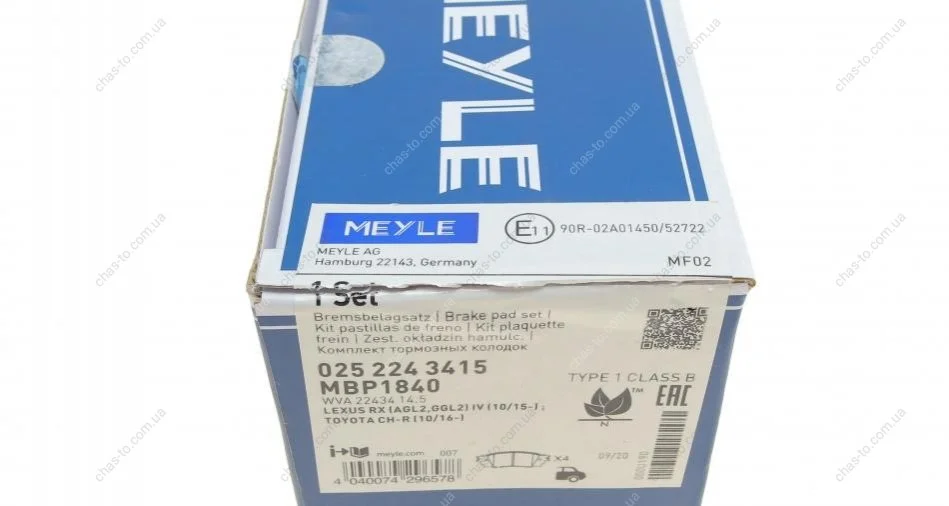 MEYLE
MEYLE
E11 90R-02A01450/52722
MEYLE AG
Hamburg 22143, Germany
MF02
1 Set
Bremsbelagsatz | Brake pad set |
Kit pastillas de freno | Kit plaquette
frein | Zest. okładzin hamulc. |
Комплект тормозных колодок
025 224 3415
MBP1840
WVA 22434 14.5
LEXUS RX (AGL2,GGL2) IV (10/15-) ;
TOYOTA CH-R (10/16-)
TYPE 1 CLASS B
TM
EAC
N
i
meyle.com 007
x4
09/20
4 040074 296578
chas-to.com.ua